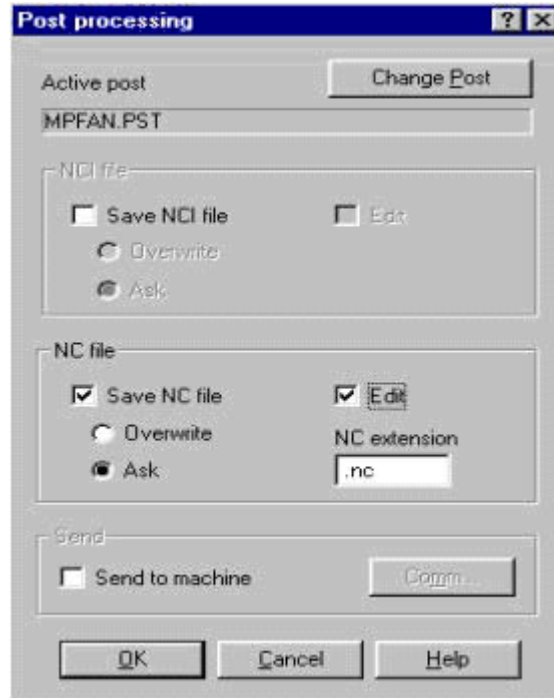 Post processing
Active post
Change Post
MPFAN.PST
NCI file
Save NCI file
Edit
Overwrite
Ask
NC file
Save NC file
Edit
Overwrite
NC extension
Ask
.nc
Send
Send to machine
Comm...
OK
Cancel
Help